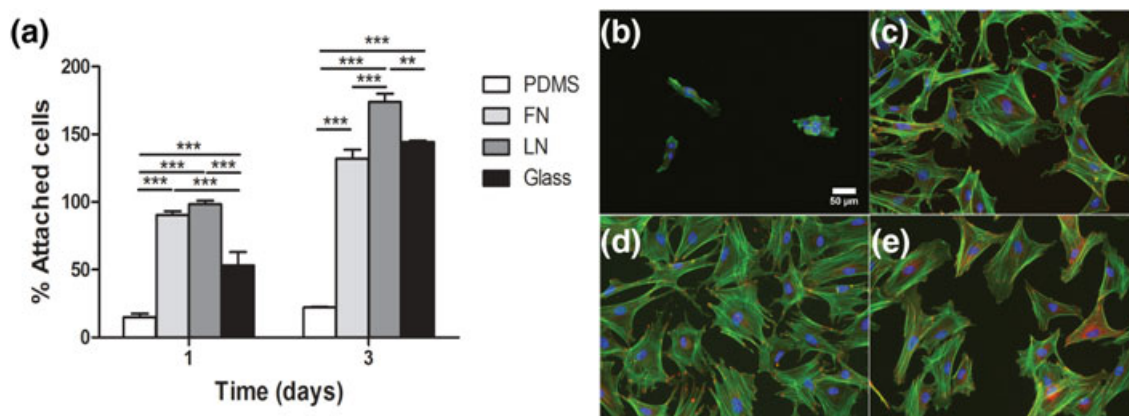 (a)
% Attached cells
200
150
100
50
0
***
***
***
***
***
***
***
***
**
***
1
3
Time (days)
PDMS
FN
LN
Glass
(b)
50 µm
(c)
(d)
(e)